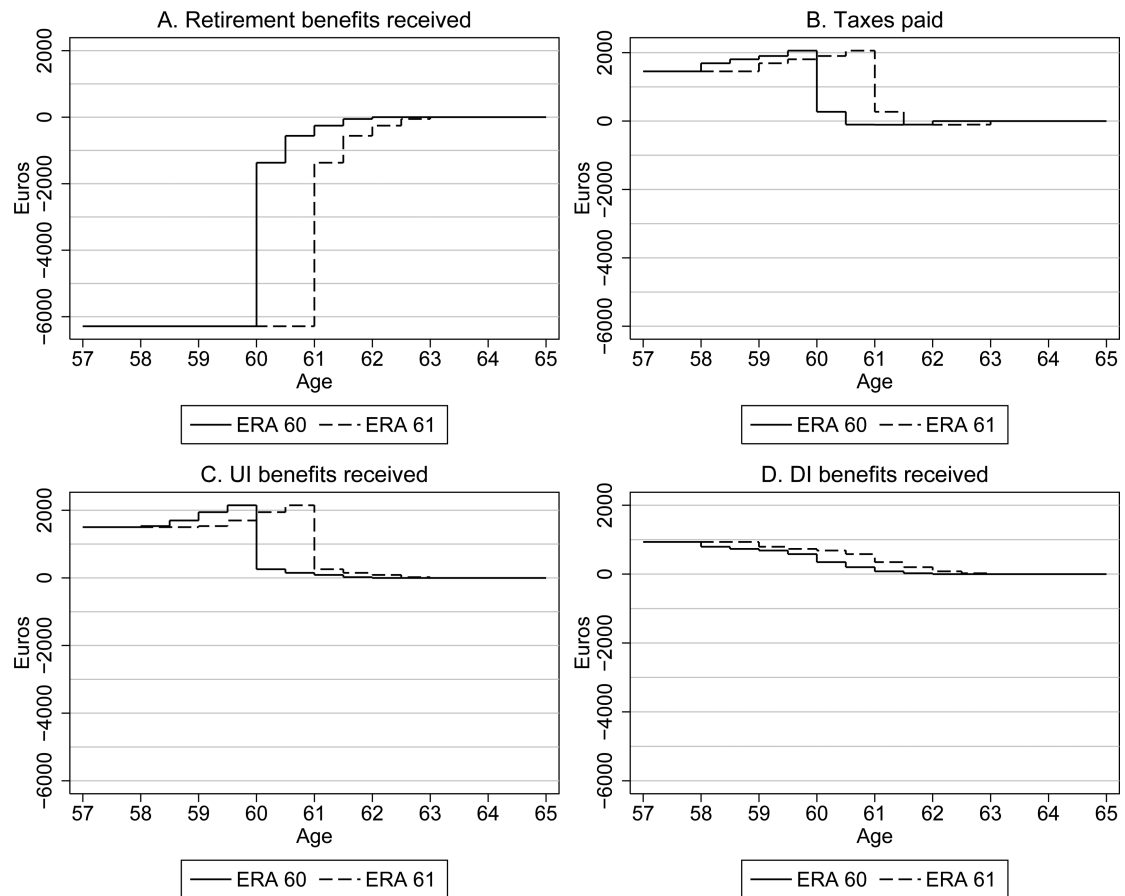 A. Retirement benefits received
Euros
2000
0
−2000
−4000
−6000
57 58 59 60 61 62 63 64 65
Age
ERA 60 ERA 61
B. Taxes paid
Euros
2000
0
−2000
−4000
−6000
57 58 59 60 61 62 63 64 65
Age
ERA 60 ERA 61
C. UI benefits received
Euros
2000
0
−2000
−4000
−6000
57 58 59 60 61 62 63 64 65
Age
ERA 60 ERA 61
D. DI benefits received
Euros
2000
0
−2000
−4000
−6000
57 58 59 60 61 62 63 64 65
Age
ERA 60 ERA 61